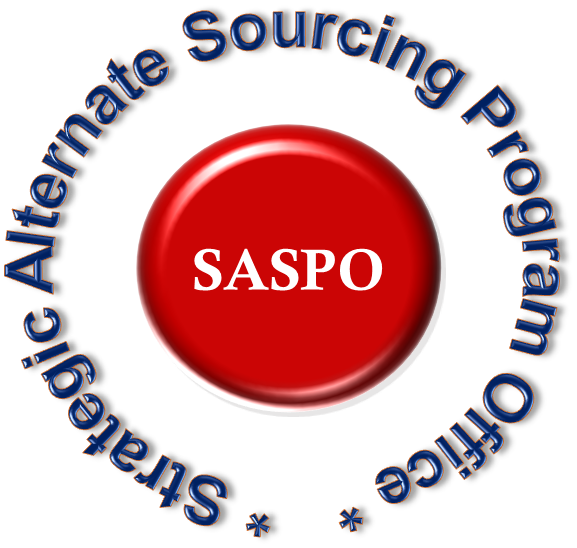 * Strategic Alternate Sourcing Program Office *
SASPO